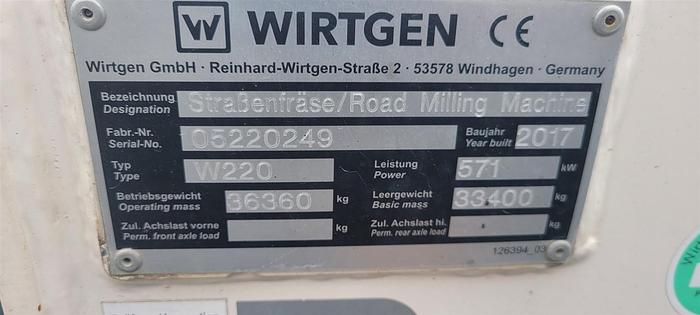 WIRTGEN CE
Wirtgen GmbH · Reinhard-Wirtgen-Straße 2 · 53578 Windhagen · Germany
Bezeichnung
Designation Straßenfräse/Road Milling Machine
Fabr.-Nr.
Serial-No. 05220249 Baujahr
Year built 2017
Typ
Type W220 Leistung
Power 571 kW
Betriebsgewicht
Operating mass 36360 kg Leergewicht
Basic mass 33400 kg
Zul. Achslast vorne
Perm. front axle load kg Zul. Achslast hi.
Perm. rear axle load kg